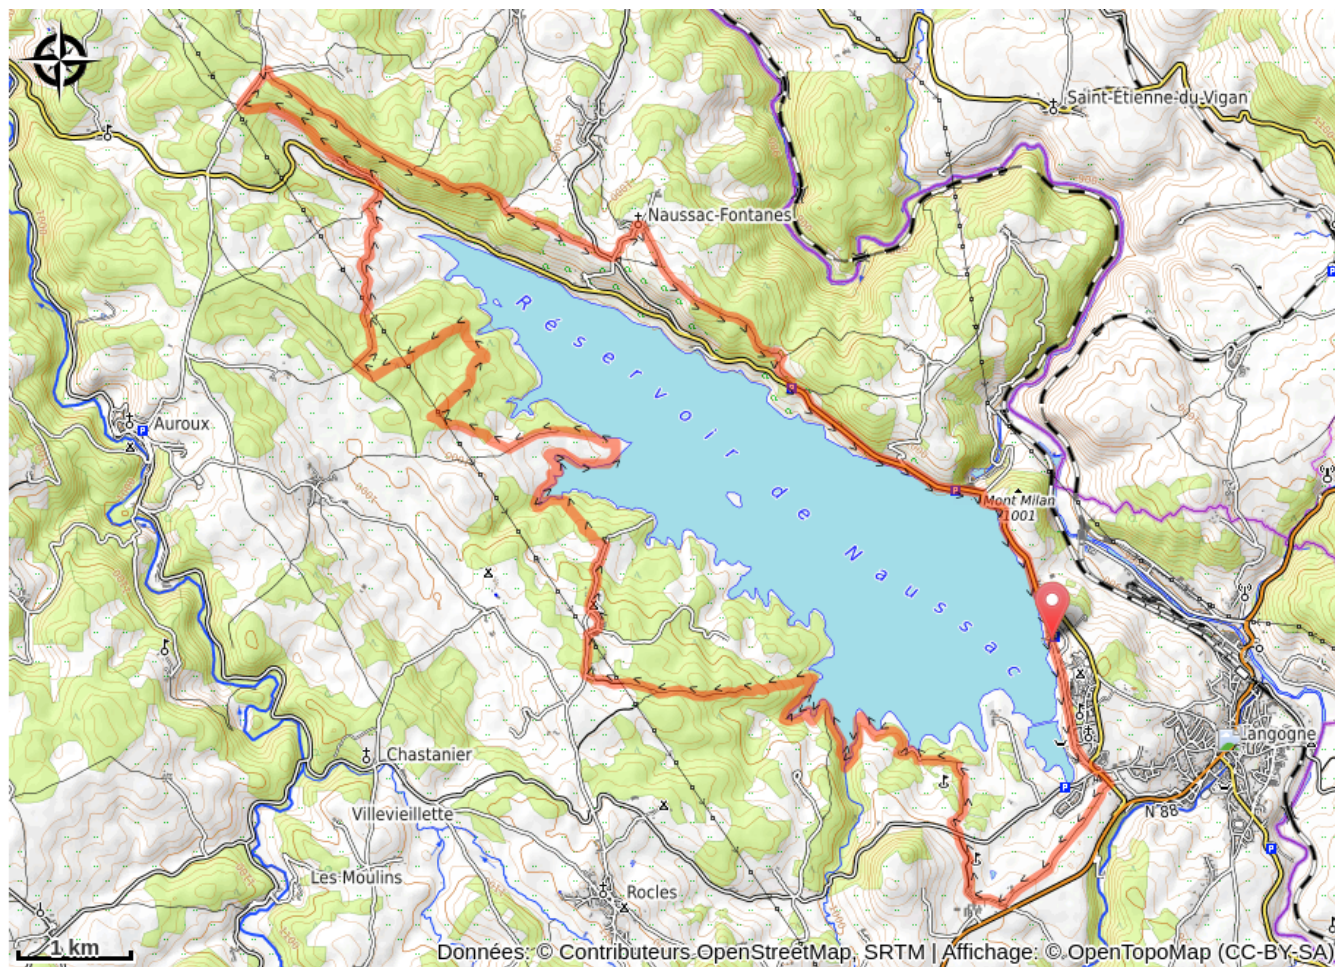 Saint-Etienne-du-Vigan
Naussac-Fontanes
Réservoir de Naussac
Auroux
Mont Milan
1001
Langogne
N 88
L Chastanier
Villevieillette
Les Moulins
Rocles
1 km
Données: © Contributeurs OpenStreetMap, SRTM | Affichage: © OpenTopoMap (CC-BY-SA)